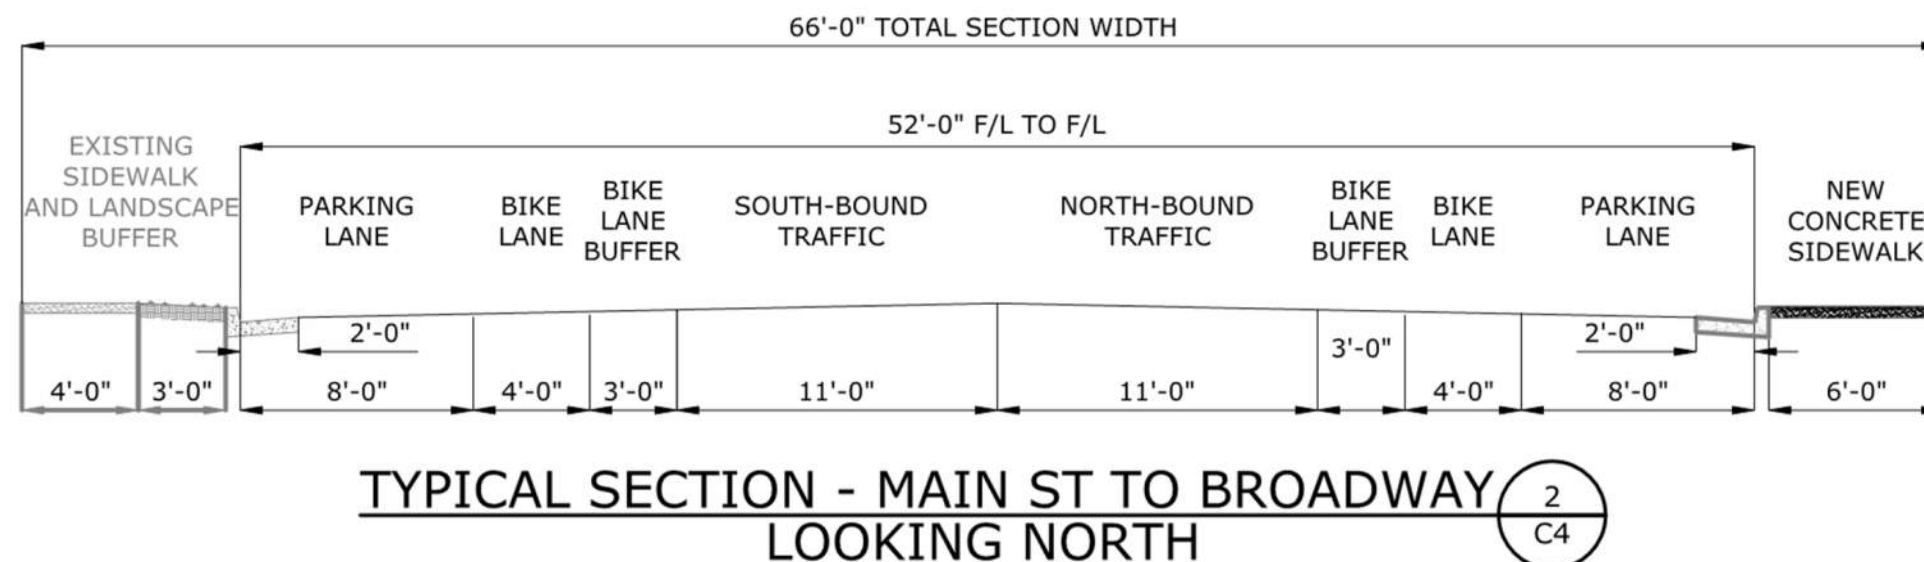 66'-0" TOTAL SECTION WIDTH
52'-0" F/L TO F/L
EXISTING
SIDEWALK
AND LANDSCAPE
BUFFER
PARKING
LANE
BIKE
LANE
BIKE
LANE
BUFFER
SOUTH-BOUND
TRAFFIC
NORTH-BOUND
TRAFFIC
BIKE
LANE
BUFFER
BIKE
LANE
PARKING
LANE
NEW
CONCRETE
SIDEWALK
2'-0"
3'-0"
2'-0"
4'-0"
3'-0"
8'-0"
4'-0"
3'-0"
11'-0"
11'-0"
4'-0"
8'-0"
6'-0"
TYPICAL SECTION - MAIN ST TO BROADWAY
LOOKING NORTH
2
C4